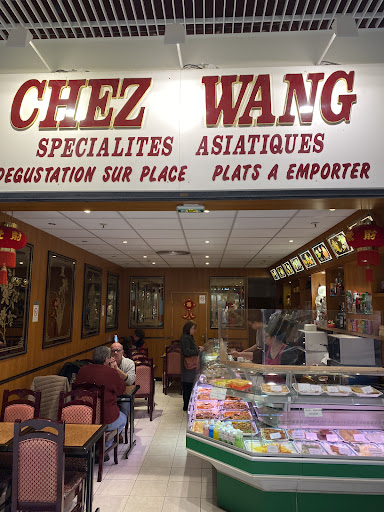 CHEZ WANG
SPECIALITES ASIATIQUES
DEGUSTATION SUR PLACE PLATS A EMPORTER